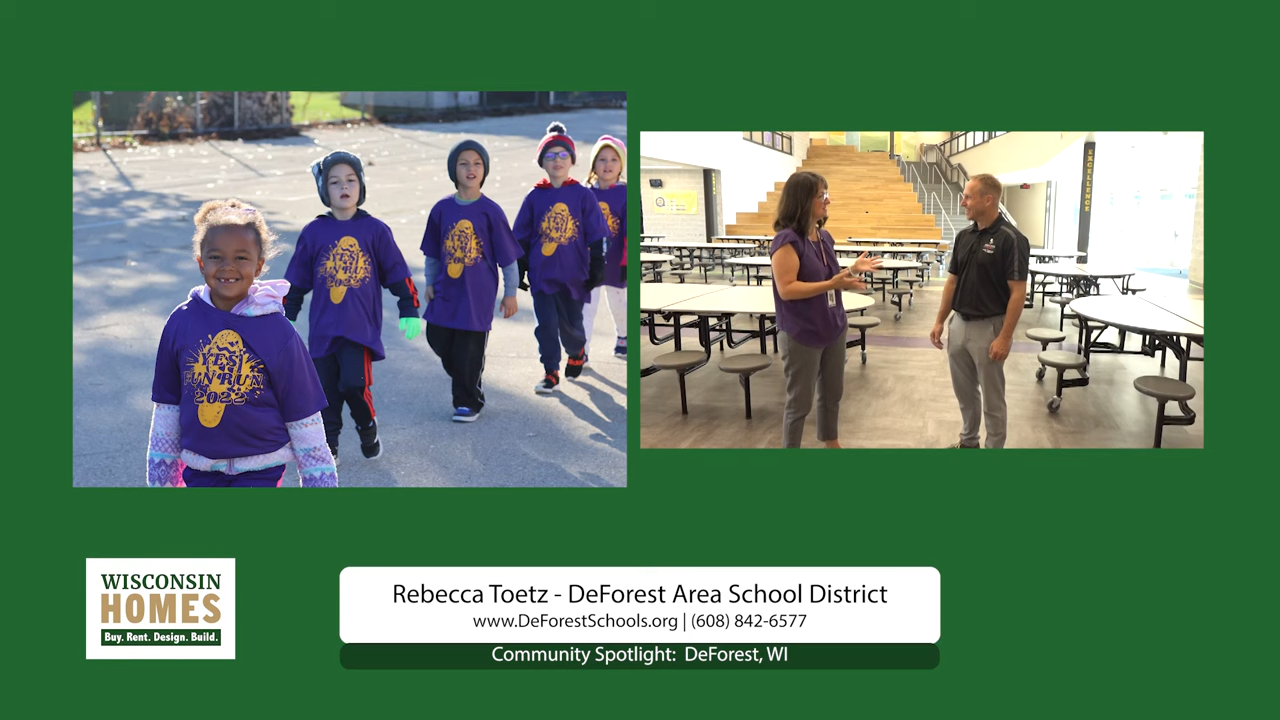 YES!
FUN RUN
2022
EXCELLENCE
WISCONSIN
HOMES
Buy. Rent. Design. Build.
Rebecca Toetz - DeForest Area School District
www.DeForestSchools.org | (608) 842-6577
Community Spotlight: DeForest, WI